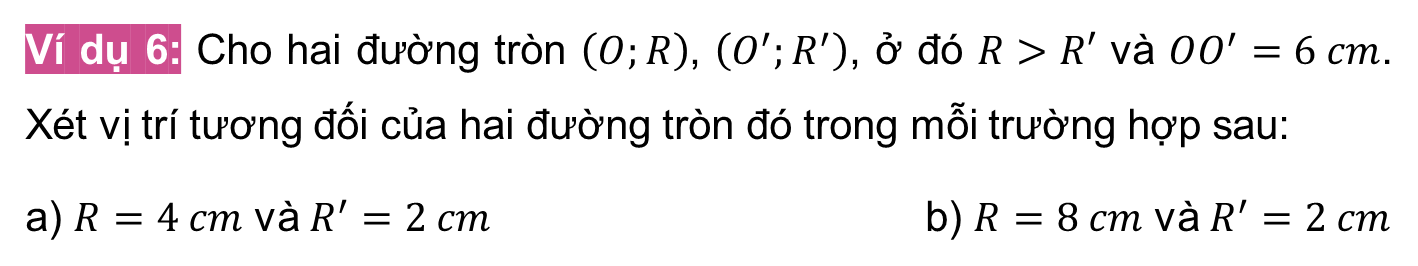 Ví dụ 6: Cho hai đường tròn (O; R), (O′; R′), ở đó R > R′ và OO′ = 6 cm.
Xét vị trí tương đối của hai đường tròn đó trong mỗi trường hợp sau:
a) R = 4 cm và R′ = 2 cm b) R = 8 cm và R′ = 2 cm